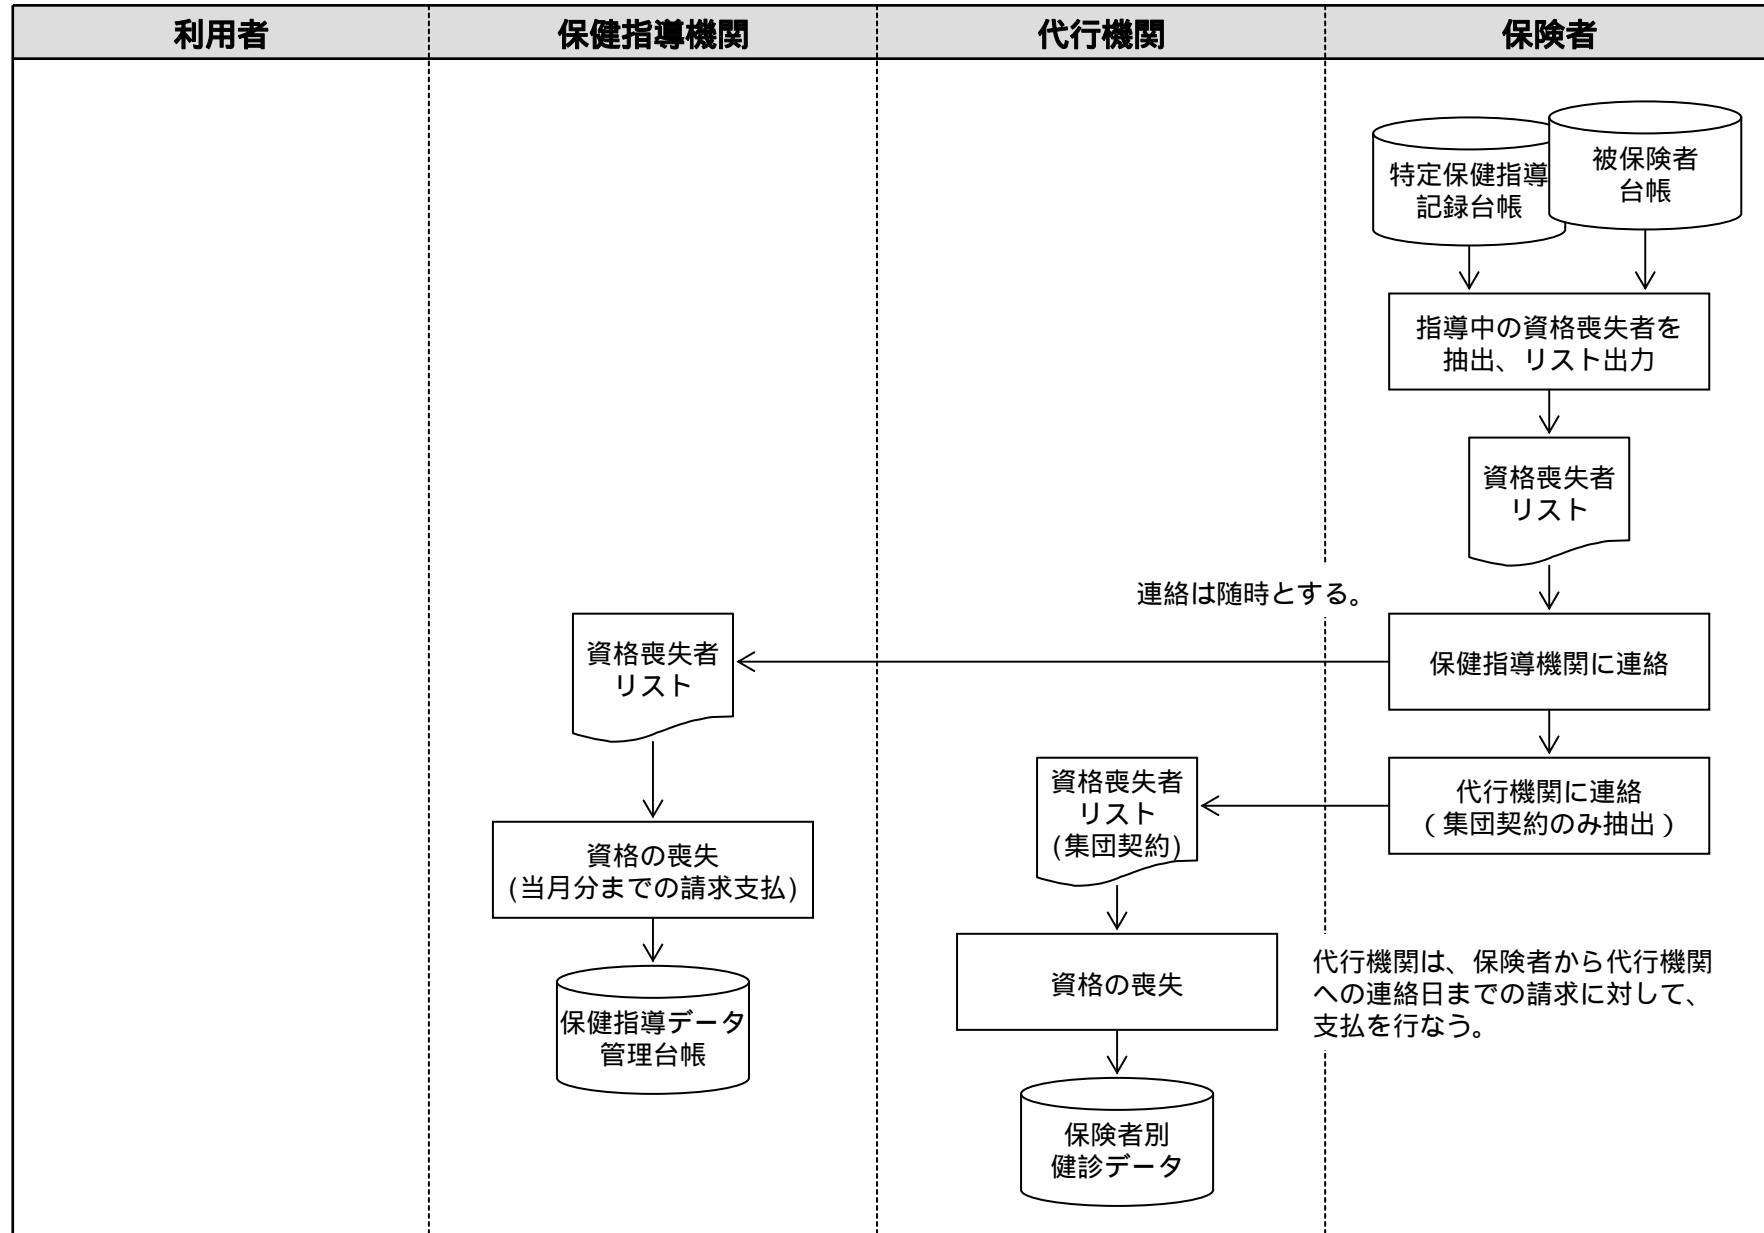 利用者
保健指導機関
代行機関
保険者
特定保健指導
記録台帳
被保険者
台帳
指導中の資格喪失者を
抽出、リスト出力
資格喪失者
リスト
連絡は随時とする。
保健指導機関に連絡
資格喪失者
リスト
代行機関に連絡
（集団契約のみ抽出）
資格喪失者
リスト
(集団契約)
資格の喪失
(当月分までの請求支払)
資格の喪失
代行機関は、保険者から代行機関
への連絡日までの請求に対して、
支払を行なう。
保健指導データ
管理台帳
保険者別
健診データ